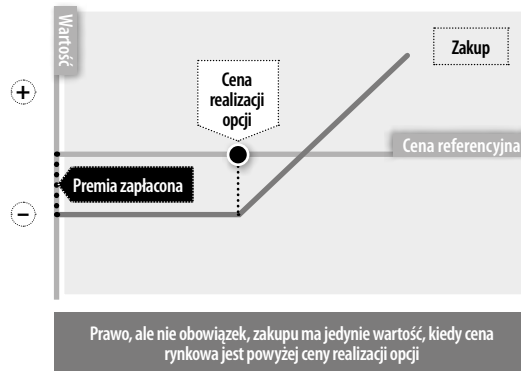 Wartość
Zakup
+
Cena
realizacji
opcji
Cena referencyjna
Premia zapłacona
−
Prawo, ale nie obowiązek, zakupu ma jedynie wartość, kiedy cena
rynkowa jest powyżej ceny realizacji opcji